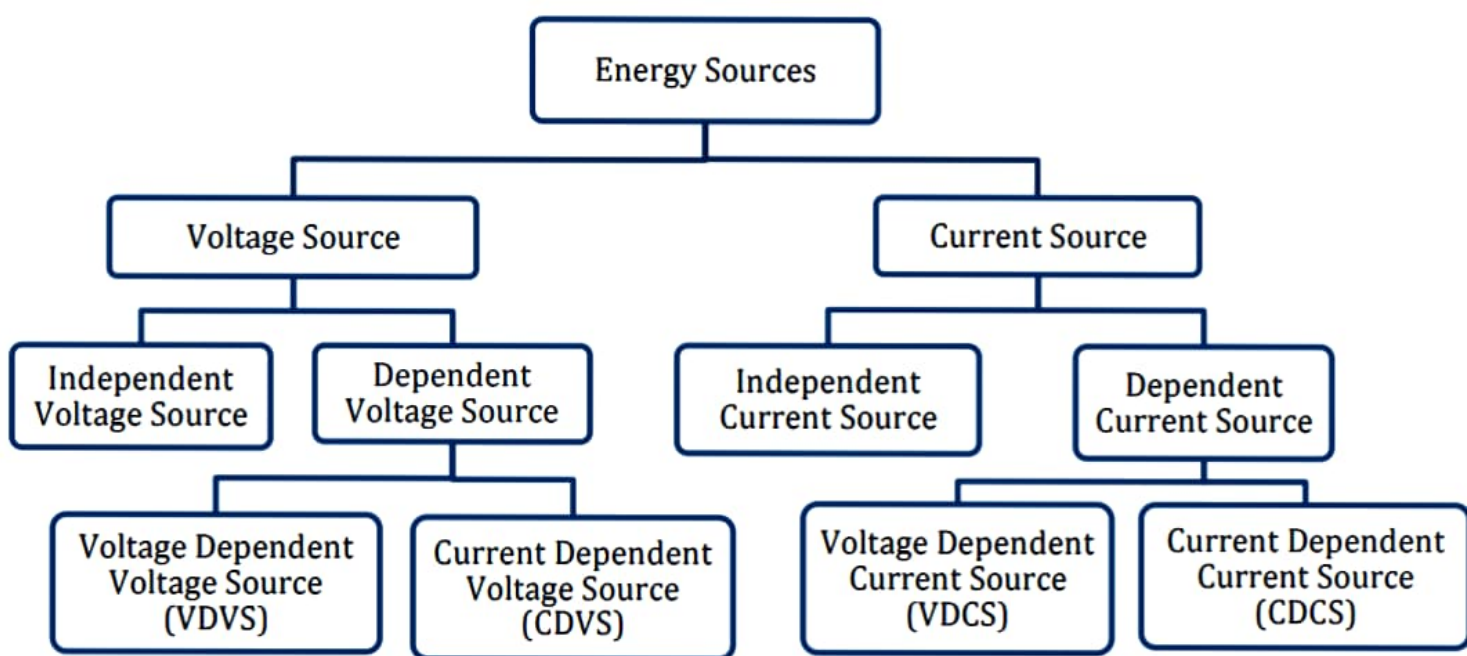 Energy Sources
Voltage Source
Current Source
Independent
Voltage Source
Dependent
Voltage Source
Independent
Current Source
Dependent
Current Source
Voltage Dependent
Voltage Source
(VDVS)
Current Dependent
Voltage Source
(CDVS)
Voltage Dependent
Current Source
(VDCS)
Current Dependent
Current Source
(CDCS)